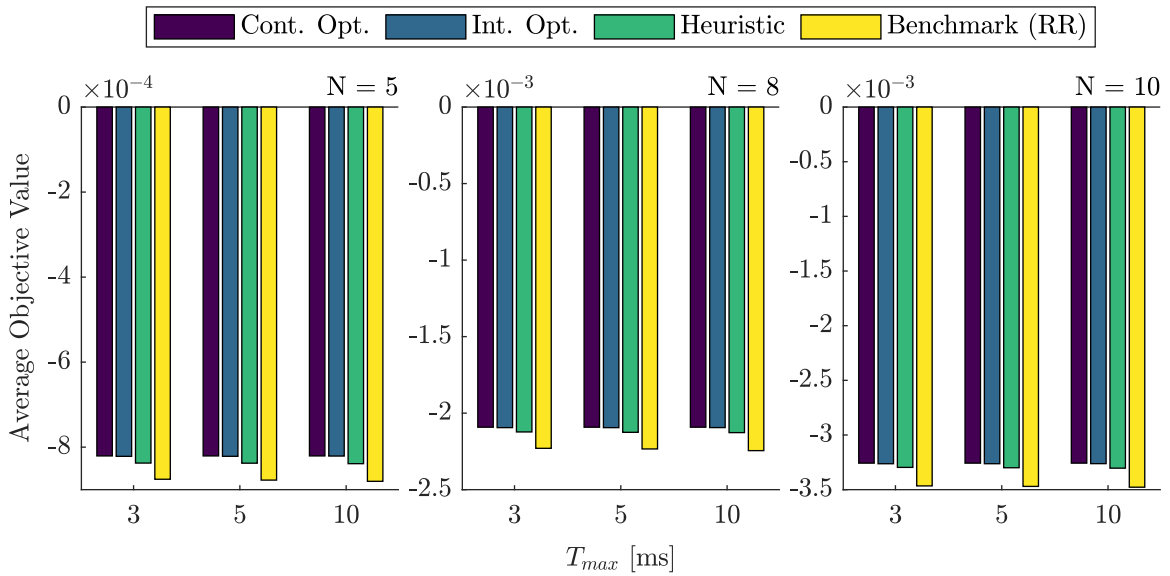 Cont. Opt. Int. Opt. Heuristic Benchmark (RR)
×10⁻⁴ N = 5
0
-2
-4
-6
-8
3 5 10
×10⁻³ N = 8
0
-0.5
-1
-1.5
-2
-2.5
3 5 10
×10⁻³ N = 10
0
-0.5
-1
-1.5
-2
-2.5
-3
-3.5
3 5 10
Average Objective Value
T_max [ms]